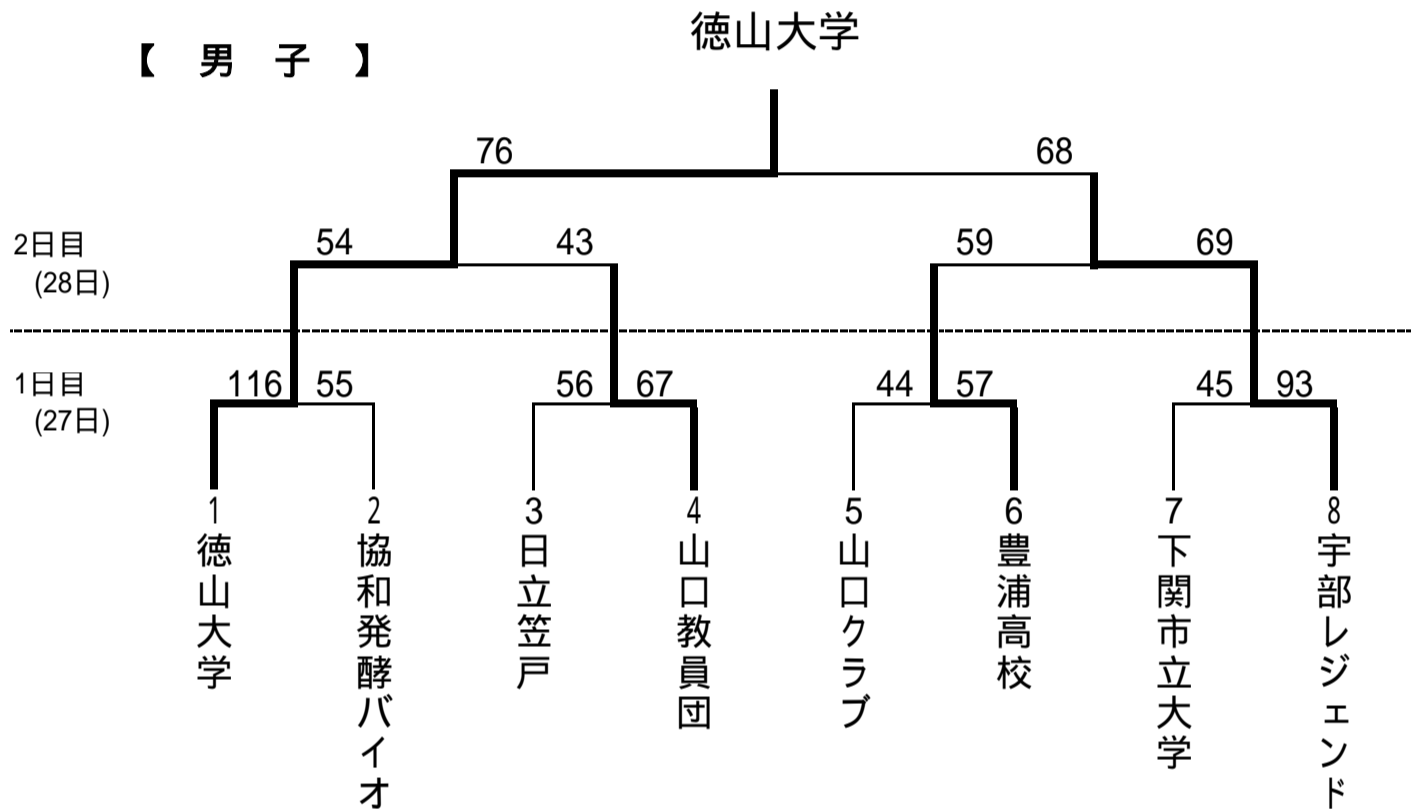 徳山大学
【 男 子 】
76
68
2日目
(28日)
54
43
59
69
1日目
(27日)
116
55
56
67
44
57
45
93
1
2
3
4
5
6
7
8
徳山大学
協和発酵バイオ
日立笠戸
山口教員団
山口クラブ
豊浦高校
下関市立大学
宇部レジェンド